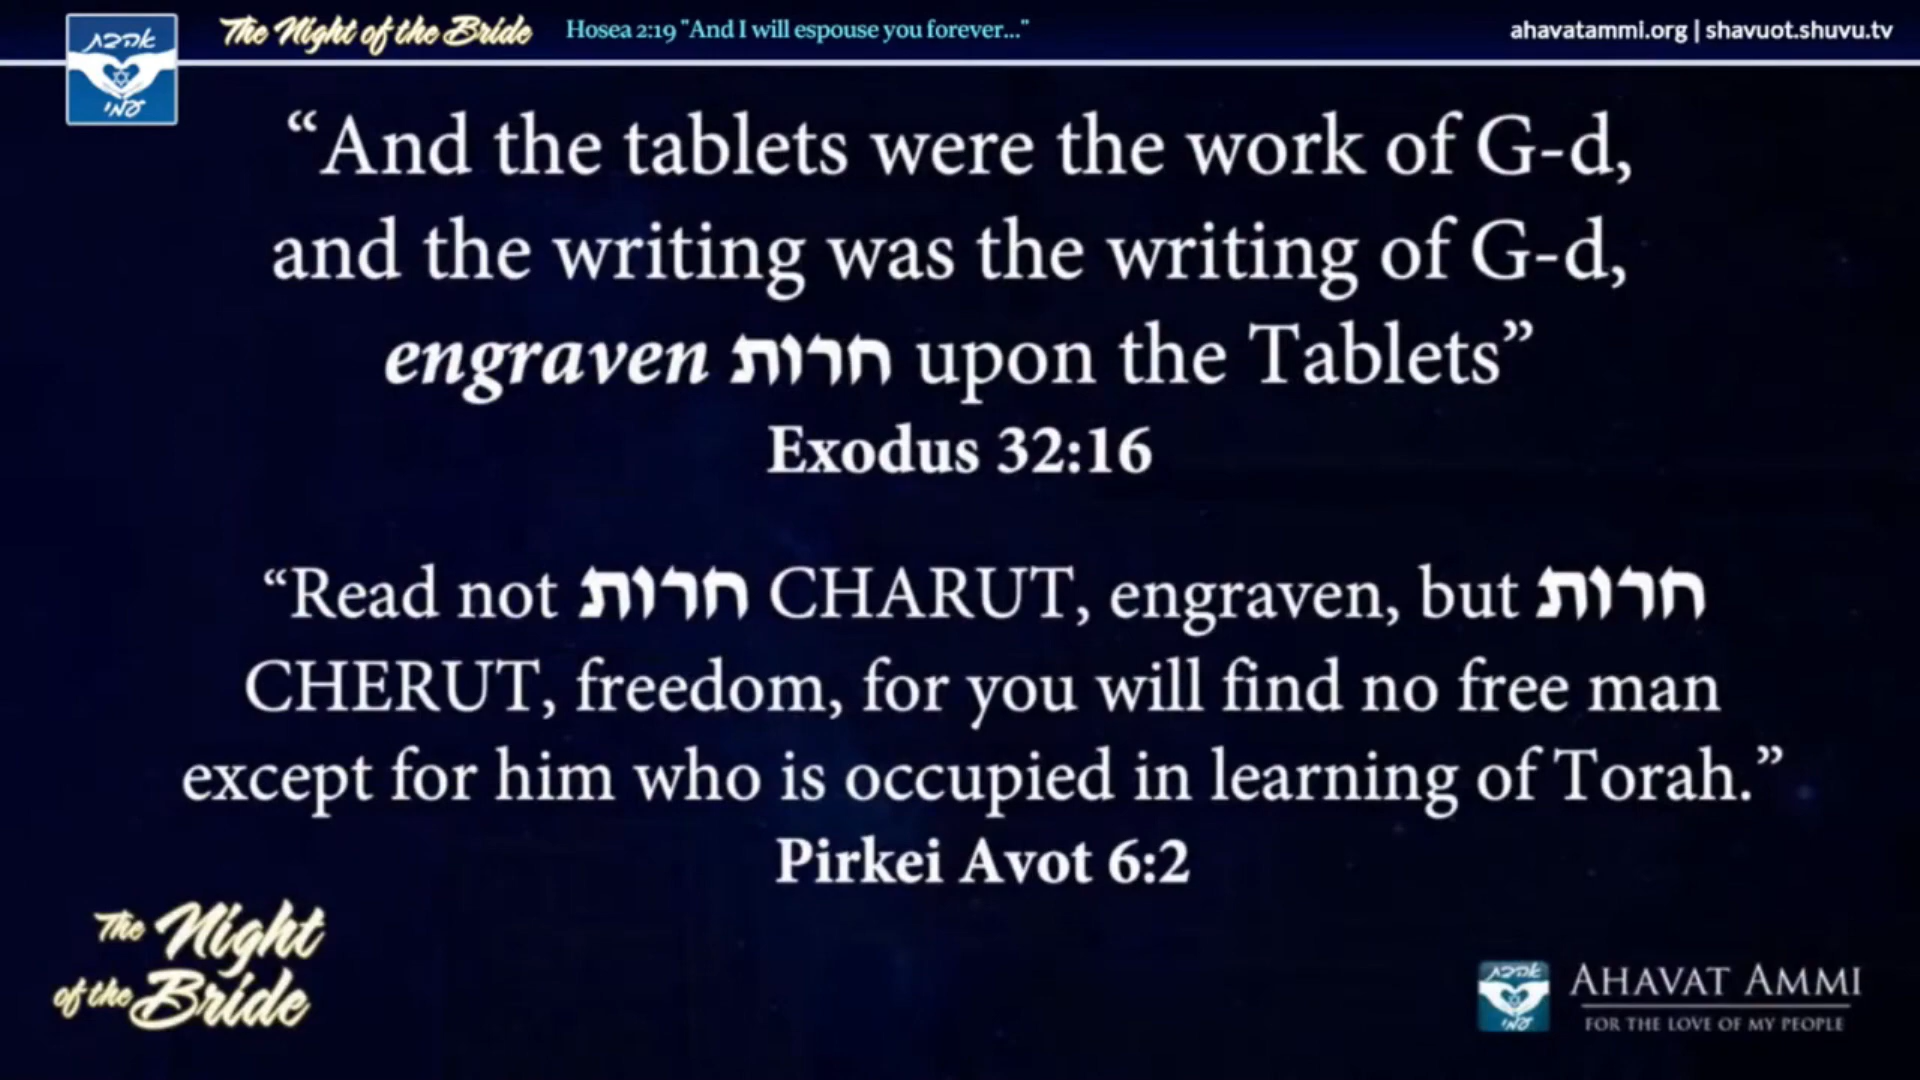 אהבת
עמי
The Night of the Bride
Hosea 2:19 "And I will espouse you forever..."
ahavatammi.org | shavuot.shuvu.tv
“And the tablets were the work of G-d,
and the writing was the writing of G-d,
engraven חרות upon the Tablets”
Exodus 32:16
“Read not חרות CHARUT, engraven, but חרות
CHERUT, freedom, for you will find no free man
except for him who is occupied in learning of Torah.”
Pirkei Avot 6:2
The Night
of the Bride
אהבת
עמי
AHAVAT AMMI
FOR THE LOVE OF MY PEOPLE